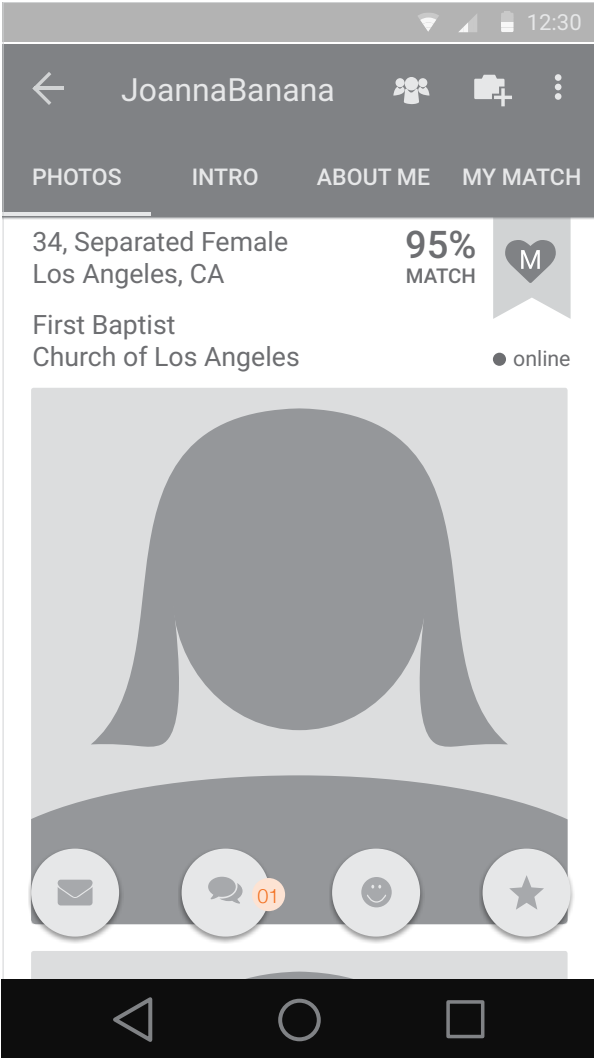 12:30
JoannaBanana
PHOTOS INTRO ABOUT ME MY MATCH
34, Separated Female
Los Angeles, CA
95%
MATCH
M
First Baptist
Church of Los Angeles
online
01